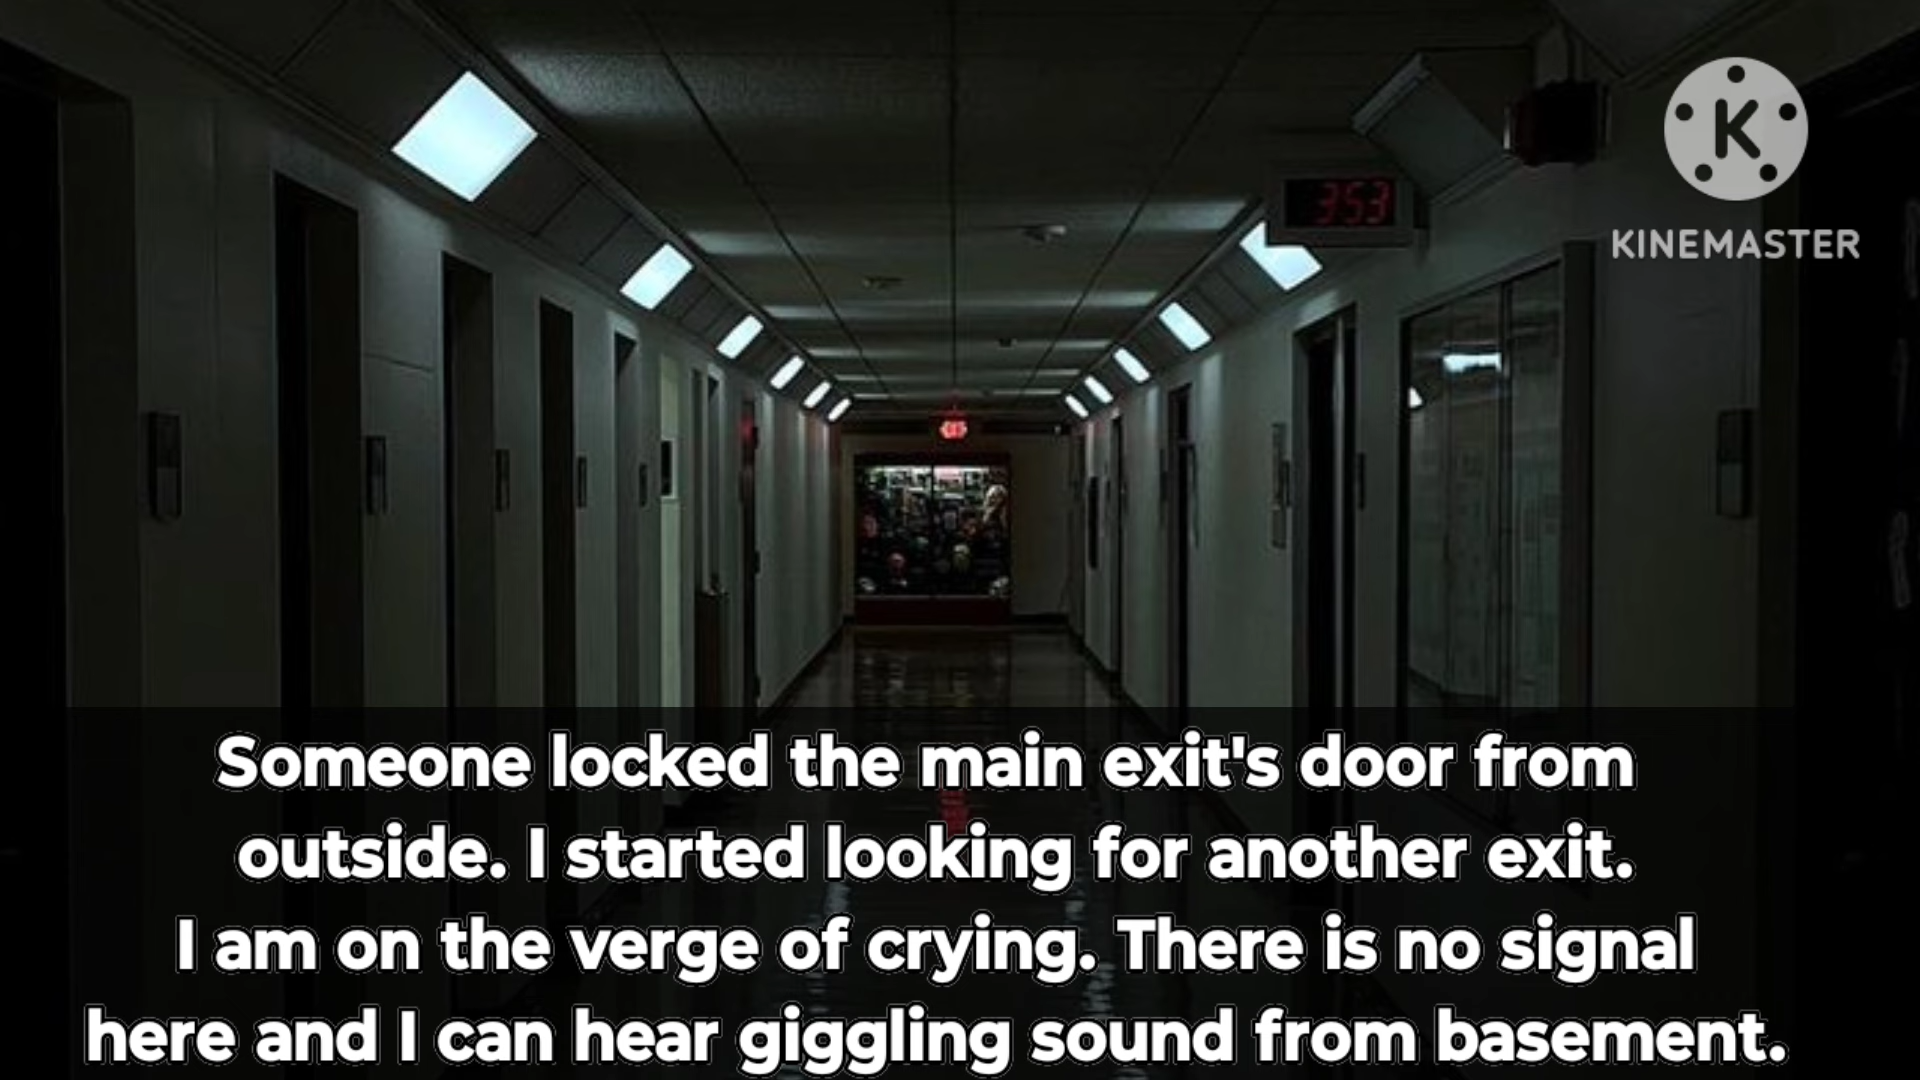 K
KINEMASTER
353
Someone locked the main exit's door from
outside. I started looking for another exit.
I am on the verge of crying. There is no signal
here and I can hear giggling sound from basement.